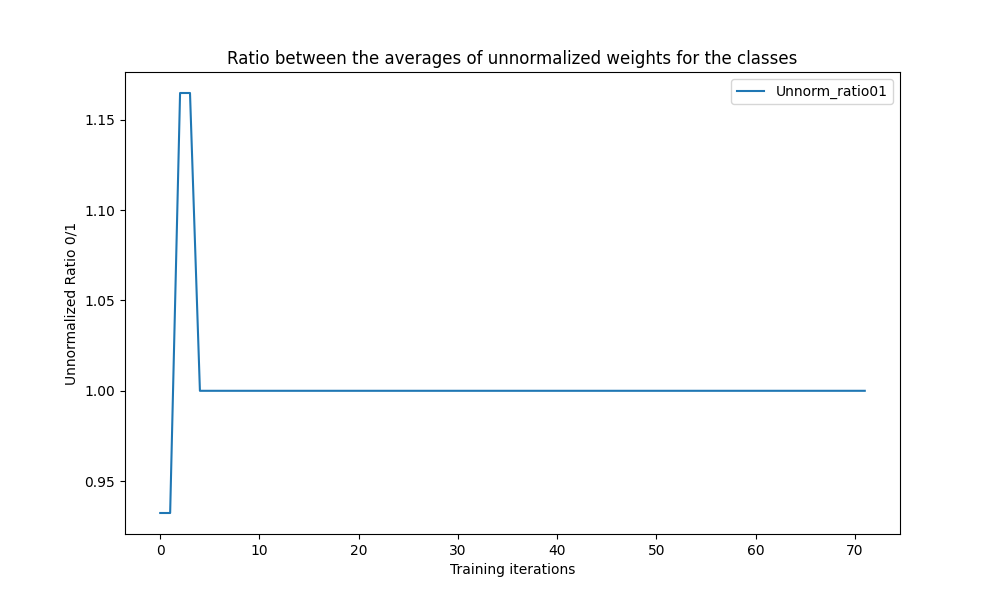 Ratio between the averages of unnormalized weights for the classes
Unnorm_ratio01
Unnormalized Ratio 0/1
1.15
1.10
1.05
1.00
0.95
0 10 20 30 40 50 60 70
Training iterations